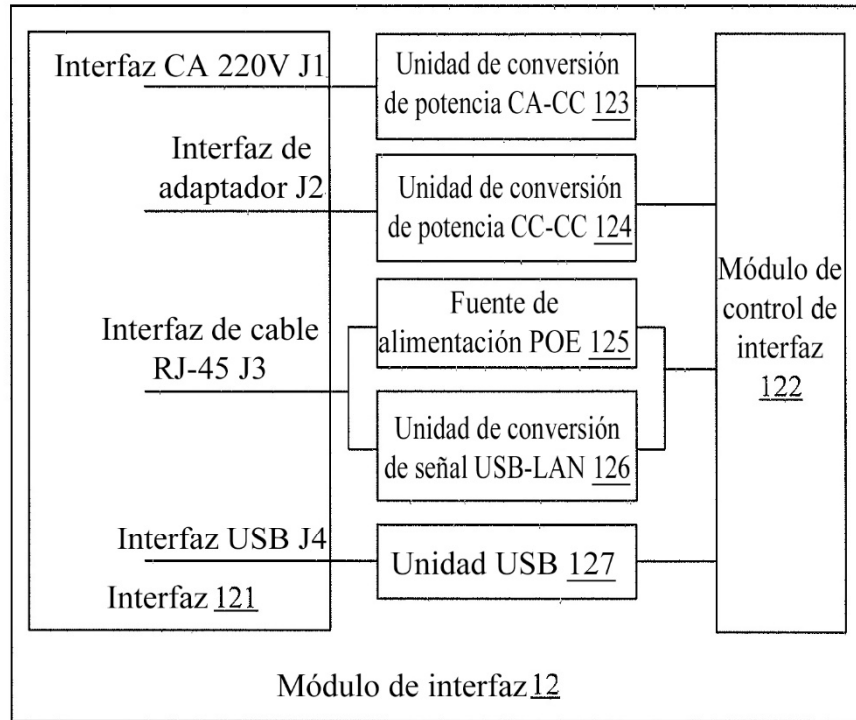 Interfaz CA 220V J1
Interfaz de
adaptador J2
Interfaz de cable
RJ-45 J3
Interfaz USB J4
Interfaz 121
Unidad de conversión
de potencia CA-CC 123
Unidad de conversión
de potencia CC-CC 124
Fuente de
alimentación POE 125
Unidad de conversión
de señal USB-LAN 126
Unidad USB 127
Módulo de
control de
interfaz
122
Módulo de interfaz 12